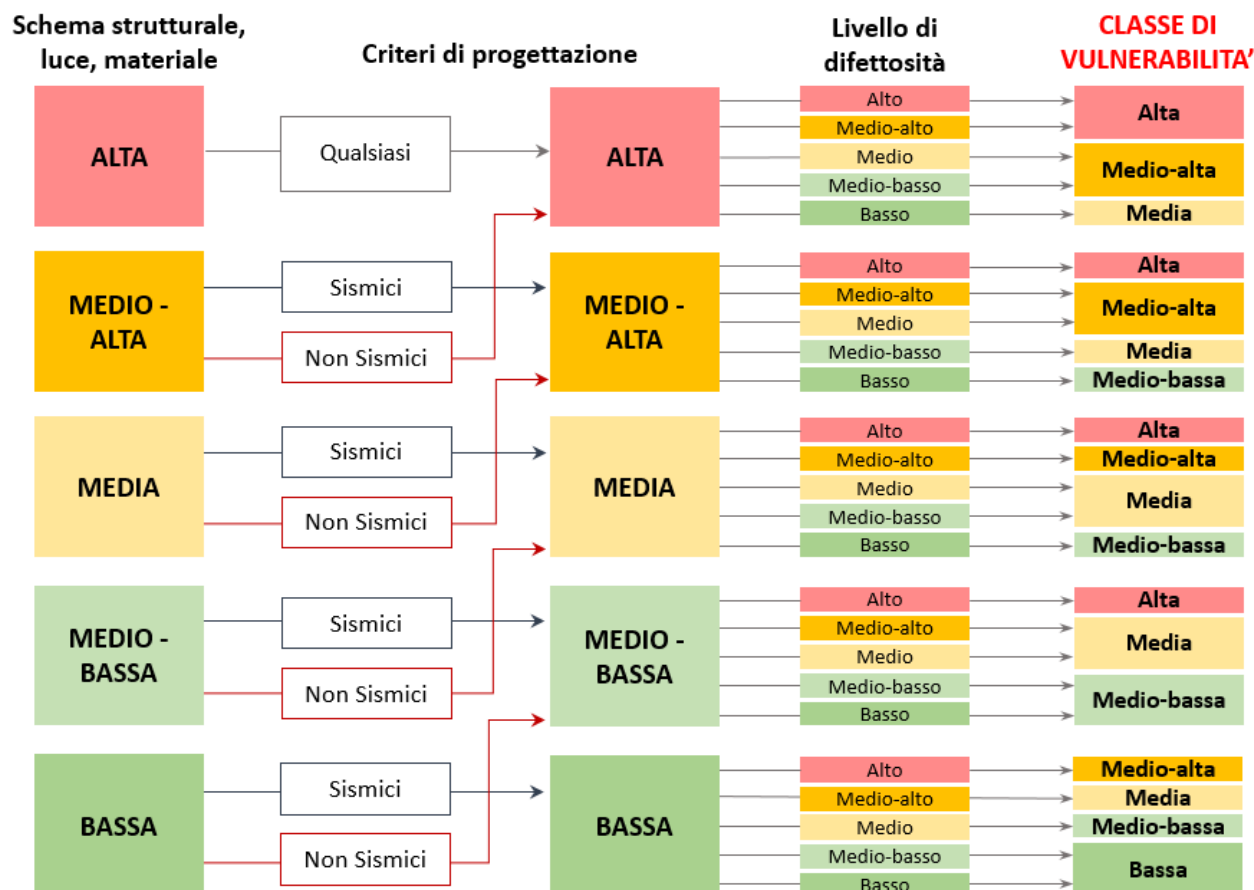 Schema strutturale,
luce, materiale
Criteri di progettazione
Livello di
difettosità
CLASSE DI
VULNERABILITA’
ALTA
Qualsiasi
ALTA
Alto
Medio-alto
Medio
Medio-basso
Basso
Alta
Medio-alta
Media
MEDIO -
ALTA
Sismici
Non Sismici
MEDIO -
ALTA
Alto
Medio-alto
Medio
Medio-basso
Basso
Alta
Medio-alta
Media
Medio-bassa
MEDIA
Sismici
Non Sismici
MEDIA
Alto
Medio-alto
Medio
Medio-basso
Basso
Alta
Medio-alta
Media
Medio-bassa
MEDIO -
BASSA
Sismici
Non Sismici
MEDIO -
BASSA
Alto
Medio-alto
Medio
Medio-basso
Basso
Alta
Media
Medio-bassa
BASSA
Sismici
Non Sismici
BASSA
Alto
Medio-alto
Medio
Medio-basso
Basso
Medio-alta
Media
Medio-bassa
Bassa